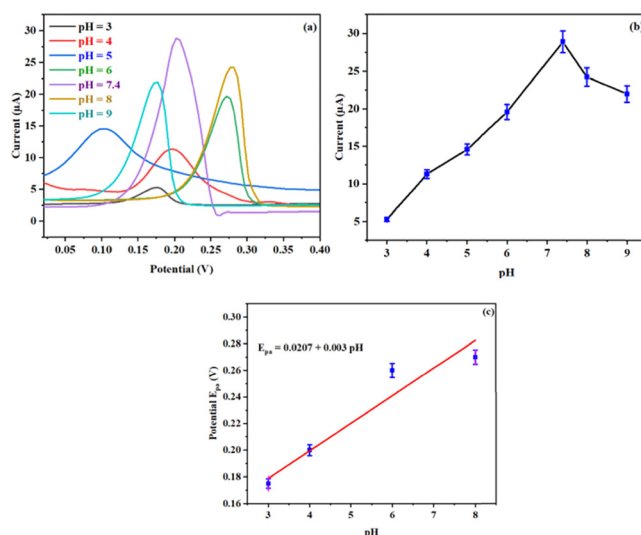 (a)
pH = 3
pH = 4
pH = 5
pH = 6
pH = 7.4
pH = 8
pH = 9
Current (µA)
35
30
25
20
15
10
5
0
0.05 0.10 0.15 0.20 0.25 0.30 0.35 0.40
Potential (V)
(b)
Current (µA)
30
25
20
15
10
5
3 4 5 6 7 8 9
pH
(c)
Epa = 0.0207 + 0.003 pH
Potential Epa (V)
0.30
0.28
0.26
0.24
0.22
0.20
0.18
0.16
3 4 5 6 7 8
pH